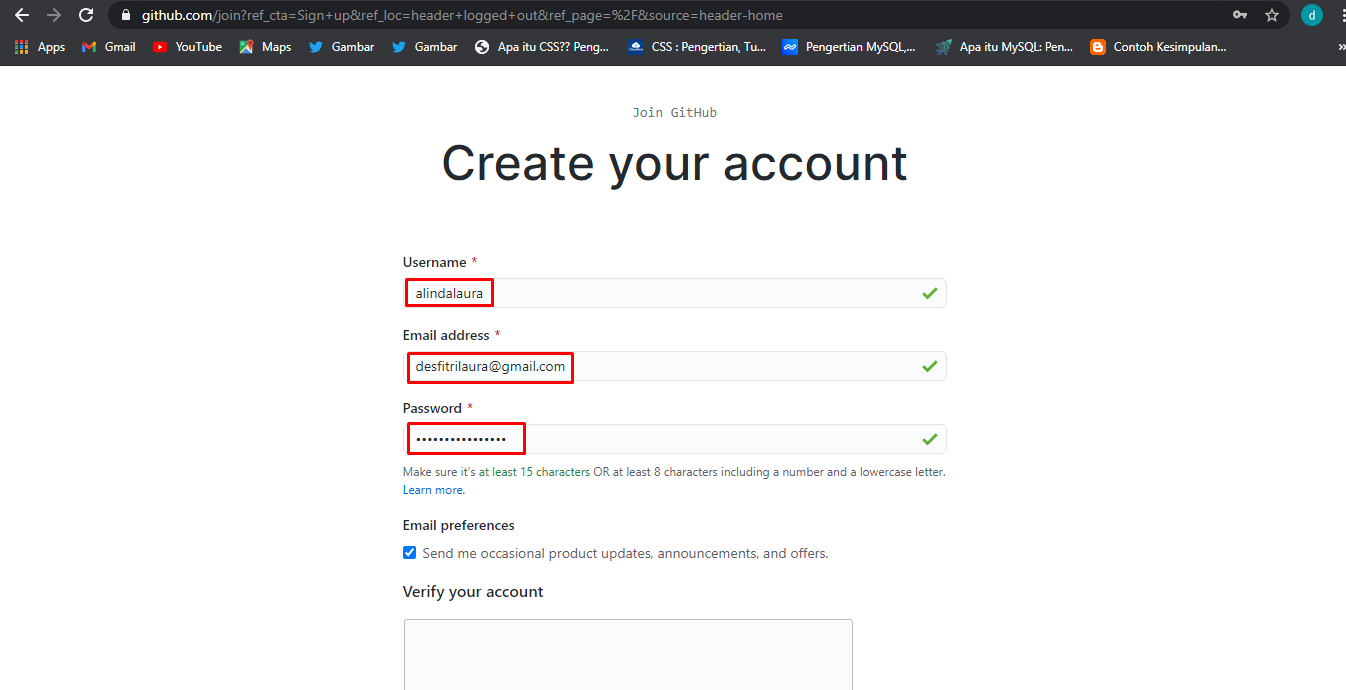 github.com/join?ref_cta=Sign+up&ref_loc=header+logged+out&ref_page=%2F&source=header-home
d
Apps Gmail YouTube Maps Gambar Gambar Apa itu CSS?? Peng... CSS : Pengertian, Tu... Pengertian MySQL,... Apa itu MySQL: Pen... Contoh Kesimpulan... »
Join GitHub
Create your account
Username *
alindalaura
Email address *
desfitrilaura@gmail.com
Password *
••••••••••••••••
Make sure it's at least 15 characters OR at least 8 characters including a number and a lowercase letter.
Learn more.
Email preferences
Send me occasional product updates, announcements, and offers.
Verify your account